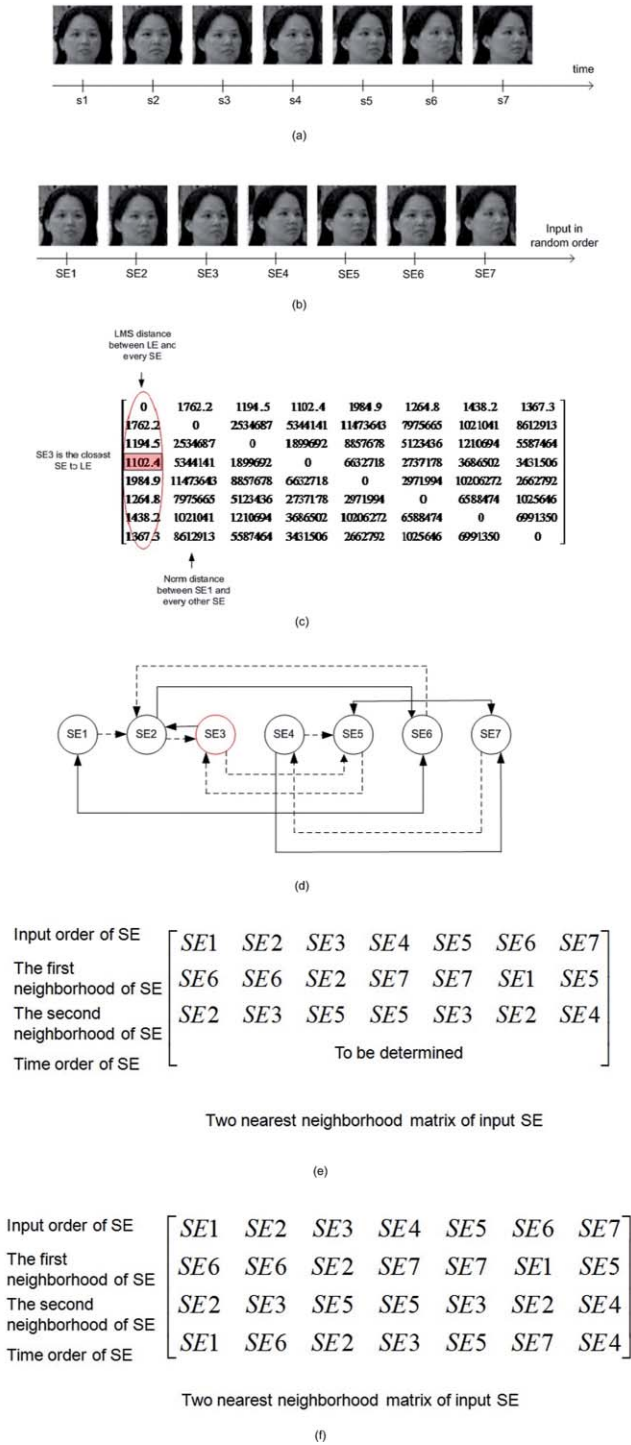 time
s1 s2 s3 s4 s5 s6 s7
(a)
Input in
random order
SE1 SE2 SE3 SE4 SE5 SE6 SE7
(b)
LMS distance
between LE and
every SE
SE3 is the closest
SE to LE
0 1762.2 1194.5 1102.4 1984.9 1264.8 1438.2 1367.3
1762.2 0 2534687 5344141 11473643 7975665 1021041 8612913
1194.5 2534687 0 1899692 8857678 5123436 1210694 5587464
1102.4 5344141 1899692 0 6632718 2737178 3686502 3431506
1984.9 11473643 8857678 6632718 0 2971994 10206272 2662792
1264.8 7975665 5123436 2737178 2971994 0 6588474 1025646
1438.2 1021041 1210694 3686502 10206272 6588474 0 6991350
1367.3 8612913 5587464 3431506 2662792 1025646 6991350 0
Norm distance
between SE1 and
every other SE
(c)
SE1 SE2 SE3 SE4 SE5 SE6 SE7
(d)
Input order of SE SE1 SE2 SE3 SE4 SE5 SE6 SE7
The first
neighborhood of SE SE6 SE6 SE2 SE7 SE7 SE1 SE5
The second
neighborhood of SE SE2 SE3 SE5 SE5 SE3 SE2 SE4
Time order of SE To be determined
Two nearest neighborhood matrix of input SE
(e)
Input order of SE SE1 SE2 SE3 SE4 SE5 SE6 SE7
The first
neighborhood of SE SE6 SE6 SE2 SE7 SE7 SE1 SE5
The second
neighborhood of SE SE2 SE3 SE5 SE5 SE3 SE2 SE4
Time order of SE SE1 SE6 SE2 SE3 SE5 SE7 SE4
Two nearest neighborhood matrix of input SE
(f)